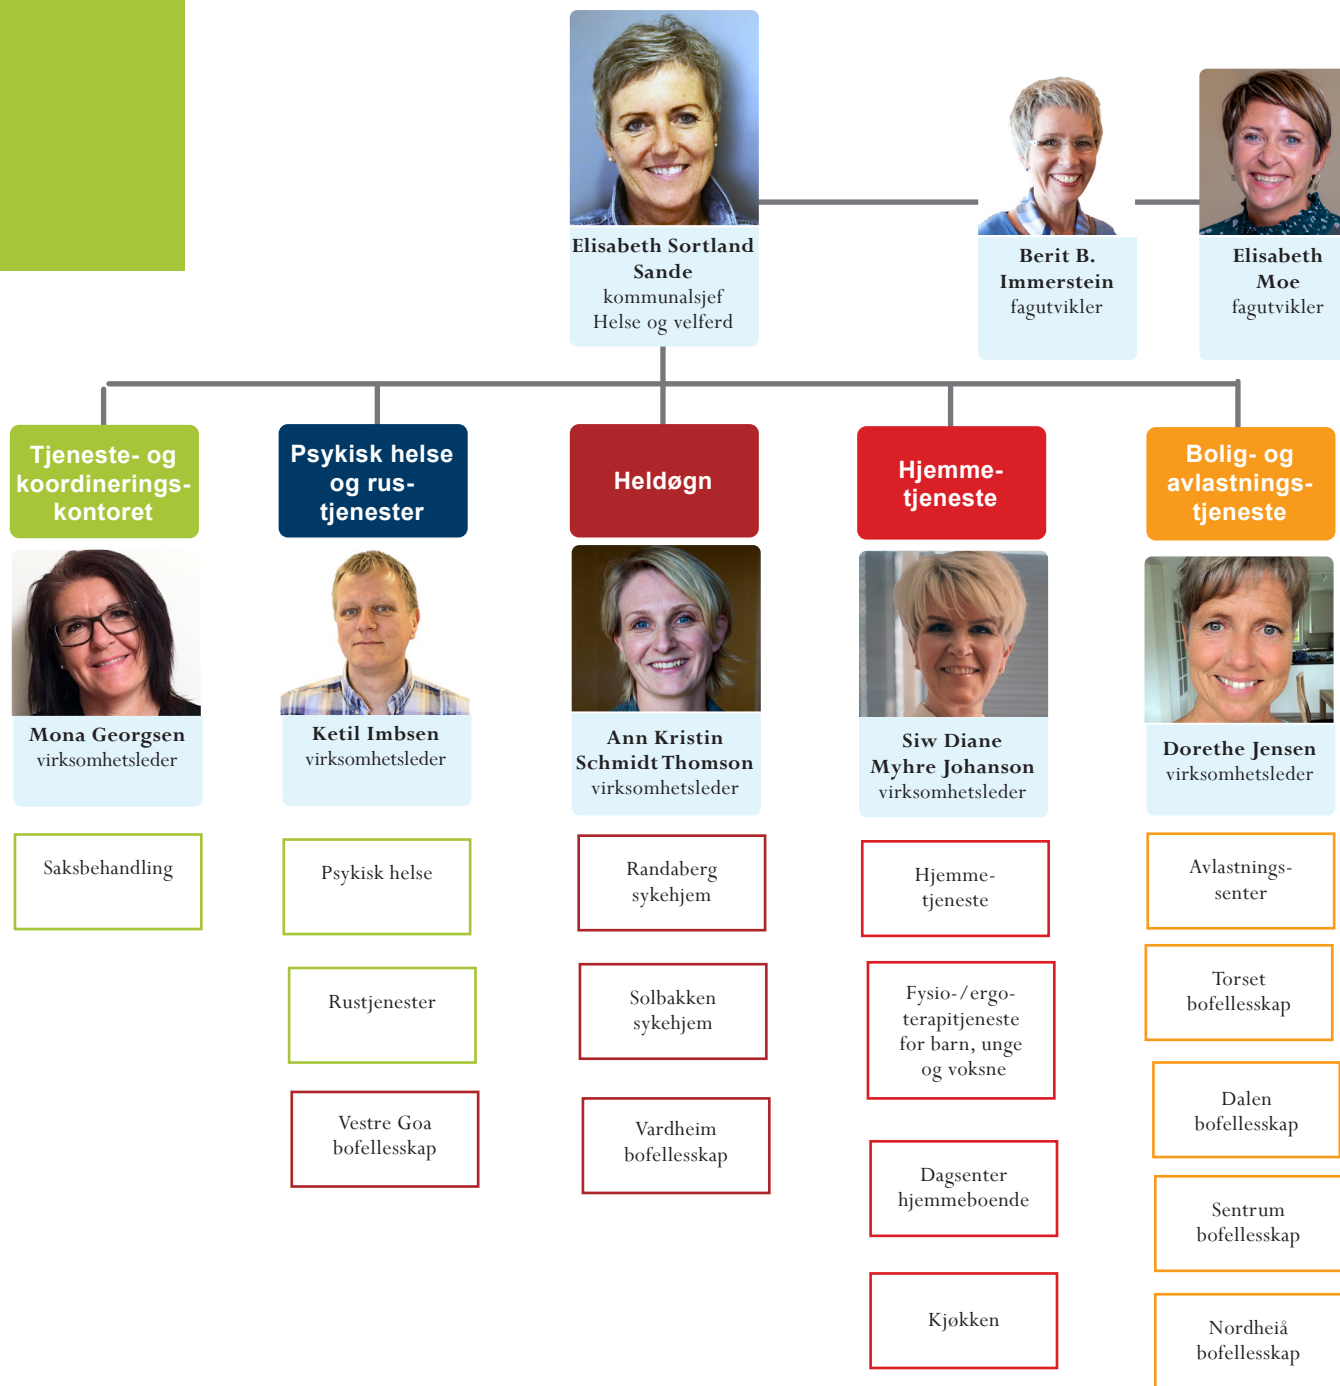 Elisabeth Sortland
Sande
kommunalsjef
Helse og velferd
Berit B.
Immerstein
fagutvikler
Elisabeth
Moe
fagutvikler
Tjeneste- og
koordinerings-
kontoret
Psykisk helse
og rus-
tjenester
Heldøgn
Hjemme-
tjeneste
Bolig- og
avlastnings-
tjeneste
Mona Georgsen
virksomhetsleder
Ketil Imbsen
virksomhetsleder
Ann Kristin
Schmidt Thomson
virksomhetsleder
Siw Diane
Myhre Johanson
virksomhetsleder
Dorethe Jensen
virksomhetsleder
Saksbehandling
Psykisk helse
Rustjenester
Vestre Goa
bofellesskap
Randaberg
sykehjem
Solbakken
sykehjem
Vardheim
bofellesskap
Hjemme-
tjeneste
Fysio-/ergo-
terapitjeneste
for barn, unge
og voksne
Dagsenter
hjemmeboende
Kjøkken
Avlastnings-
senter
Torset
bofellesskap
Dalen
bofellesskap
Sentrum
bofellesskap
Nordheiå
bofellesskap